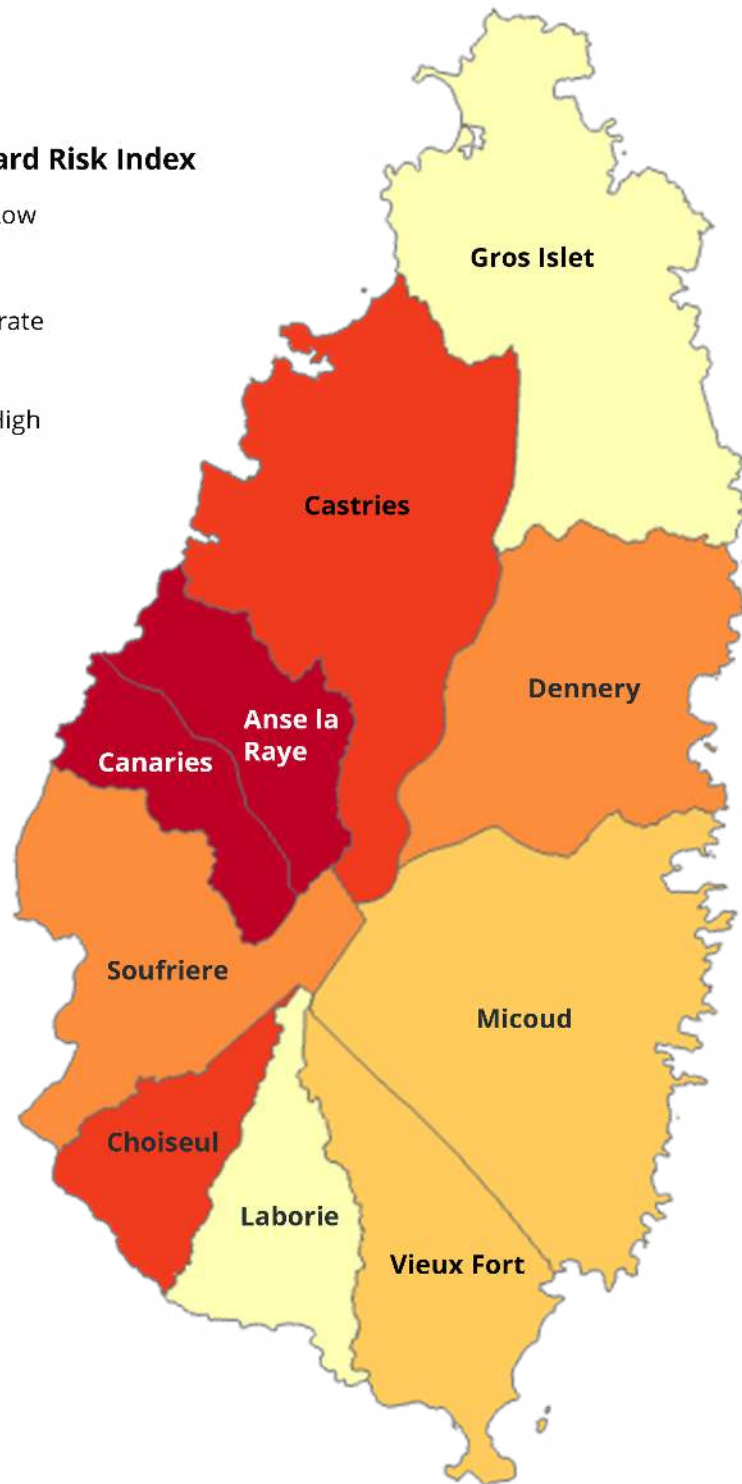 ard Risk Index
ow
rate
High
Gros Islet
Castries
Dennery
Anse la
Raye
Canaries
Soufriere
Micoud
Choiseul
Laborie
Vieux Fort